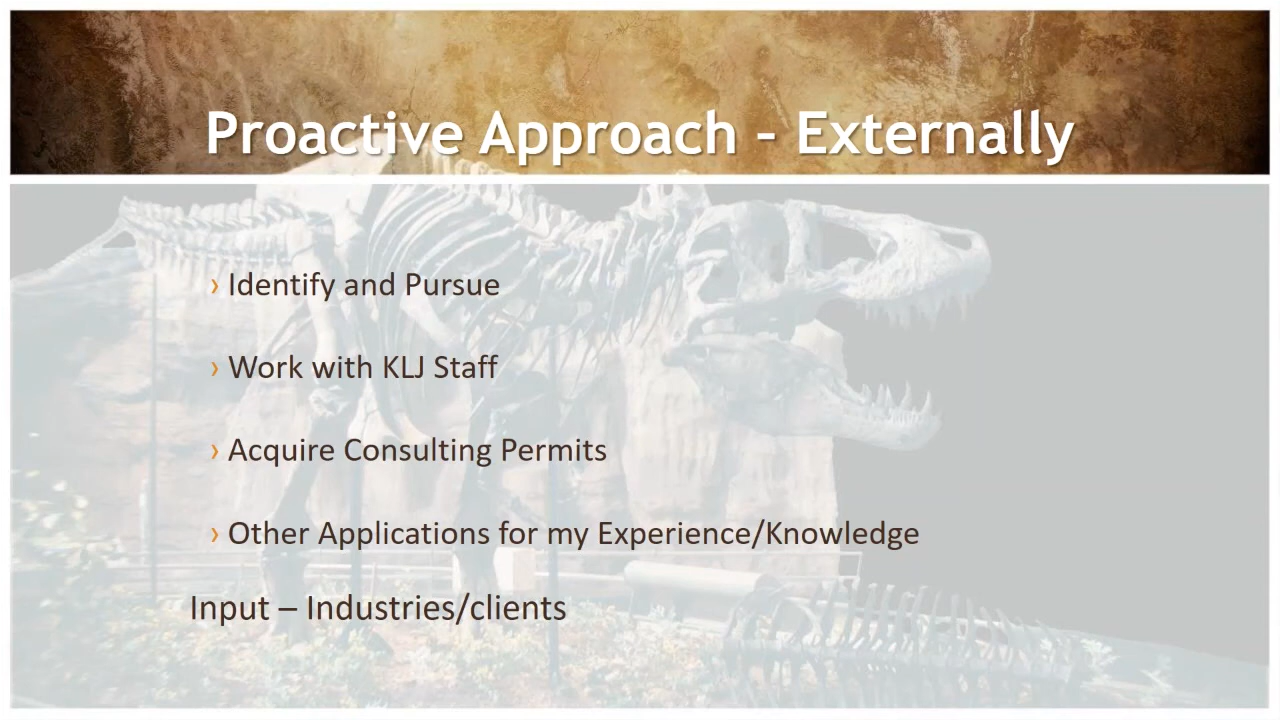 Proactive Approach – Externally
› Identify and Pursue
› Work with KLJ Staff
› Acquire Consulting Permits
› Other Applications for my Experience/Knowledge
Input – Industries/clients